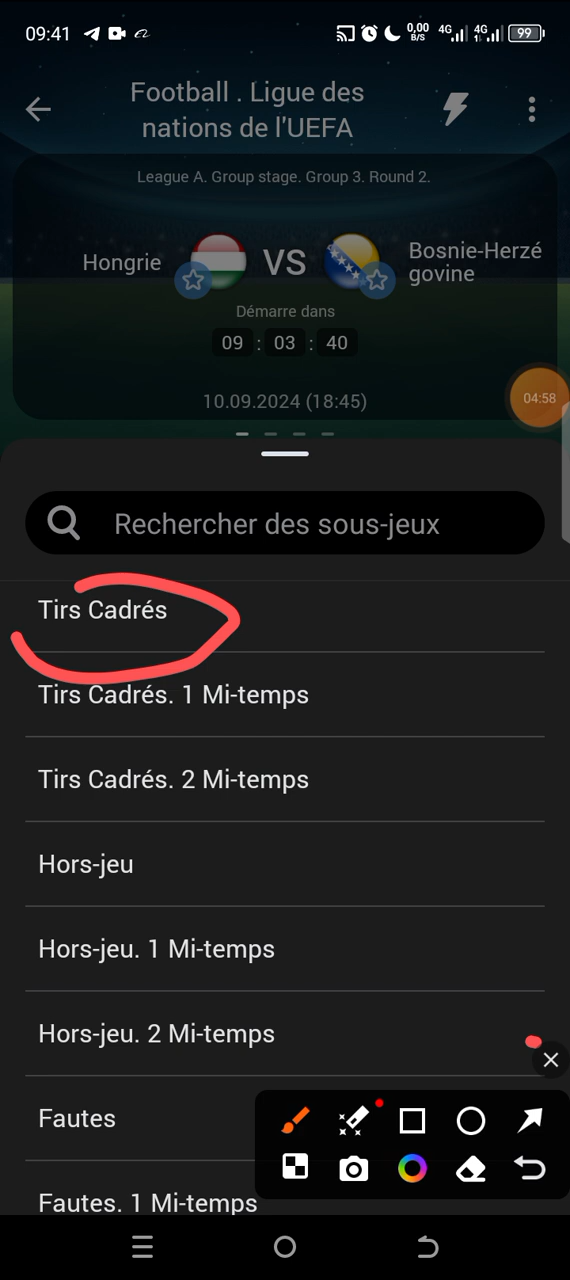 09:41
0,00
B/S
4G
4G
99
Football . Ligue des
nations de l'UEFA
League A. Group stage. Group 3. Round 2.
Hongrie
VS
Bosnie-Herzé
govine
Démarre dans
09 : 03 : 40
04:58
10.09.2024 (18:45)
Rechercher des sous-jeux
Tirs Cadrés
Tirs Cadrés. 1 Mi-temps
Tirs Cadrés. 2 Mi-temps
Hors-jeu
Hors-jeu. 1 Mi-temps
Hors-jeu. 2 Mi-temps
Fautes
Fautes. 1 Mi-temps